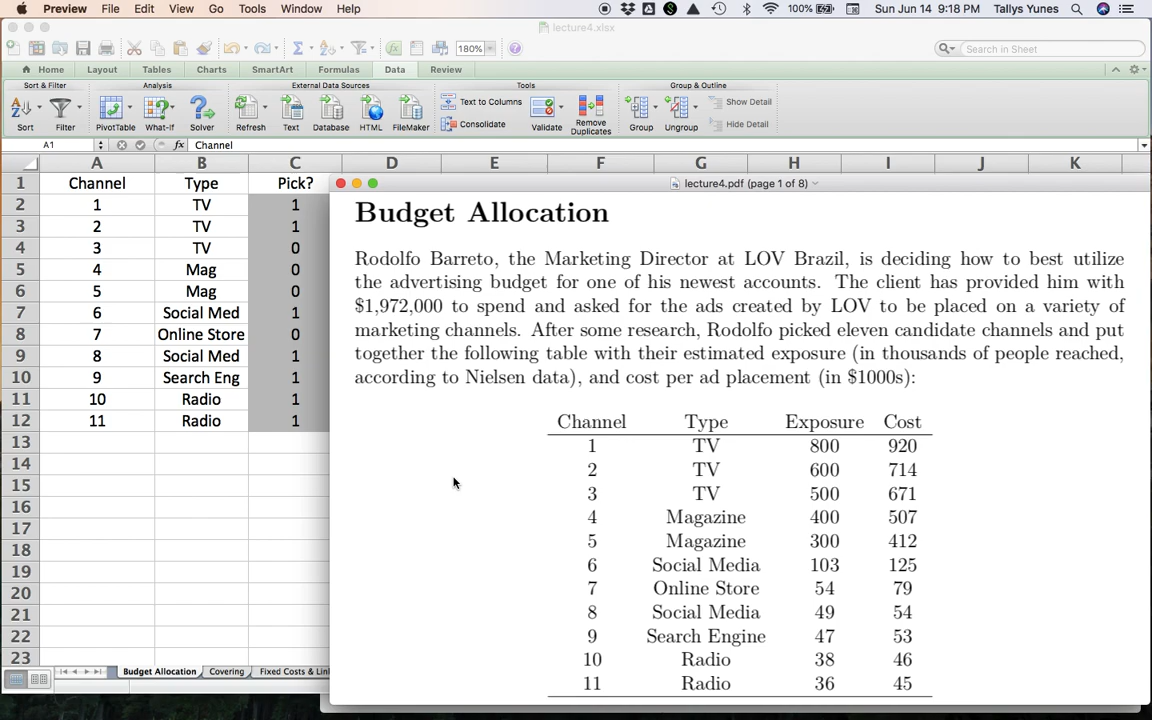 Preview File Edit View Go Tools Window Help 100% Sun Jun 14 9:18 PM Tallys Yunes
lecture4.xlsx
180% Search in Sheet
Home Layout Tables Charts SmartArt Formulas Data Review
Sort & Filter Analysis External Data Sources Tools Group & Outline
Sort Filter PivotTable What-If Solver Refresh Text Database HTML FileMaker Text to Columns Consolidate Validate Remove Duplicates Group Ungroup Show Detail Hide Detail
A1 fx Channel
A B C D E F G H I J K
1 Channel Type Pick?
2 1 TV 1
3 2 TV 1
4 3 TV 0
5 4 Mag 0
6 5 Mag 0
7 6 Social Med 1
8 7 Online Store 0
9 8 Social Med 1
10 9 Search Eng 1
11 10 Radio 1
12 11 Radio 1
13
14
15
16
17
18
19
20
21
22
23
Budget Allocation Covering Fixed Costs & Lin
lecture4.pdf (page 1 of 8)
Budget Allocation
Rodolfo Barreto, the Marketing Director at LOV Brazil, is deciding how to best utilize
the advertising budget for one of his newest accounts. The client has provided him with
$1,972,000 to spend and asked for the ads created by LOV to be placed on a variety of
marketing channels. After some research, Rodolfo picked eleven candidate channels and put
together the following table with their estimated exposure (in thousands of people reached,
according to Nielsen data), and cost per ad placement (in $1000s):
Channel Type Exposure Cost
1 TV 800 920
2 TV 600 714
3 TV 500 671
4 Magazine 400 507
5 Magazine 300 412
6 Social Media 103 125
7 Online Store 54 79
8 Social Media 49 54
9 Search Engine 47 53
10 Radio 38 46
11 Radio 36 45